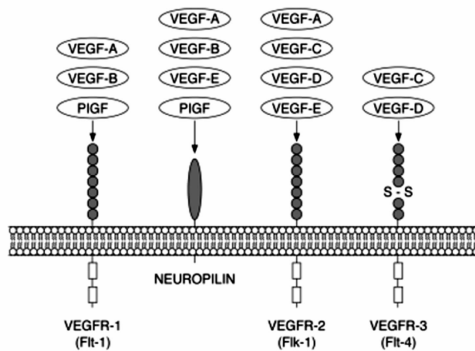 VEGF-A
VEGF-B
PlGF
VEGF-A
VEGF-B
VEGF-E
PlGF
VEGF-A
VEGF-C
VEGF-D
VEGF-E
VEGF-C
VEGF-D
S - S
NEUROPILIN
VEGFR-1
(Flt-1)
VEGFR-2
(Flk-1)
VEGFR-3
(Flt-4)